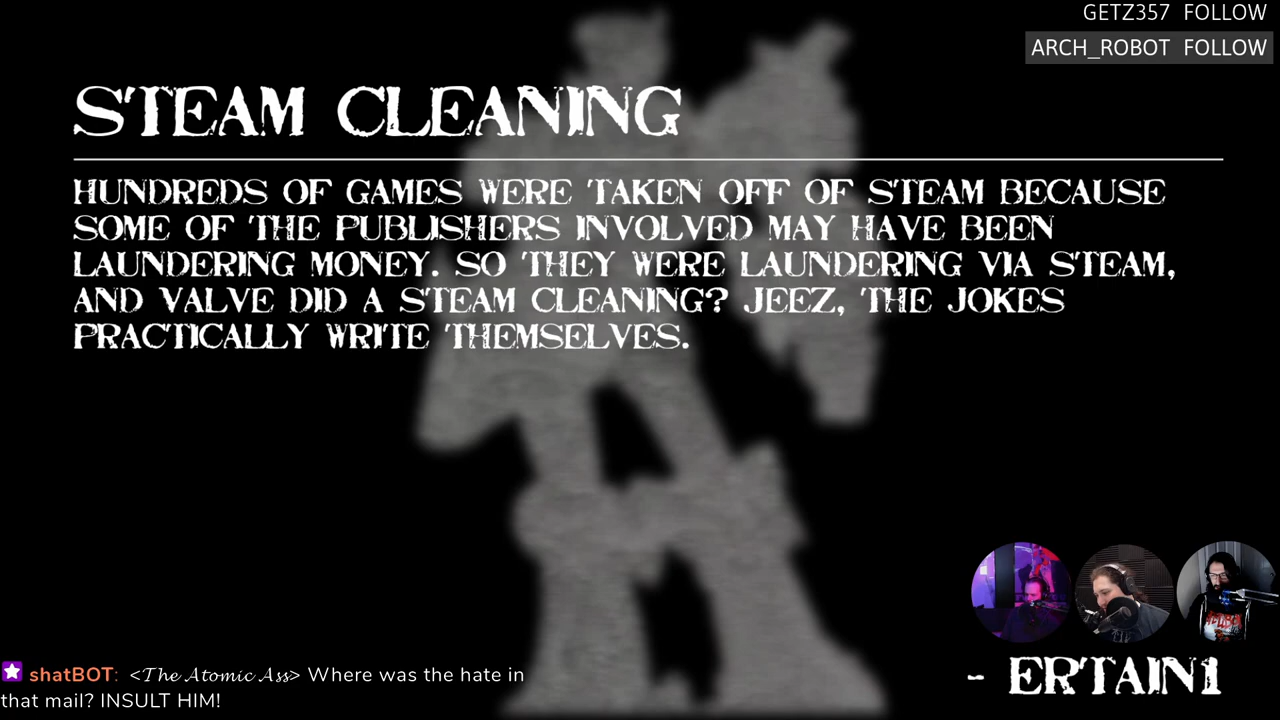 GETZ357 FOLLOW
ARCH_ROBOT FOLLOW
STEAM CLEANING
HUNDREDS OF GAMES WERE TAKEN OFF OF STEAM BECAUSE
SOME OF THE PUBLISHERS INVOLVED MAY HAVE BEEN
LAUNDERING MONEY. SO THEY WERE LAUNDERING VIA STEAM,
AND VALVE DID A STEAM CLEANING? JEEZ, THE JOKES
PRACTICALLY WRITE THEMSELVES.
- ERTAIN1
shatBOT: <The Atomic Ass> Where was the hate in
that mail? INSULT HIM!